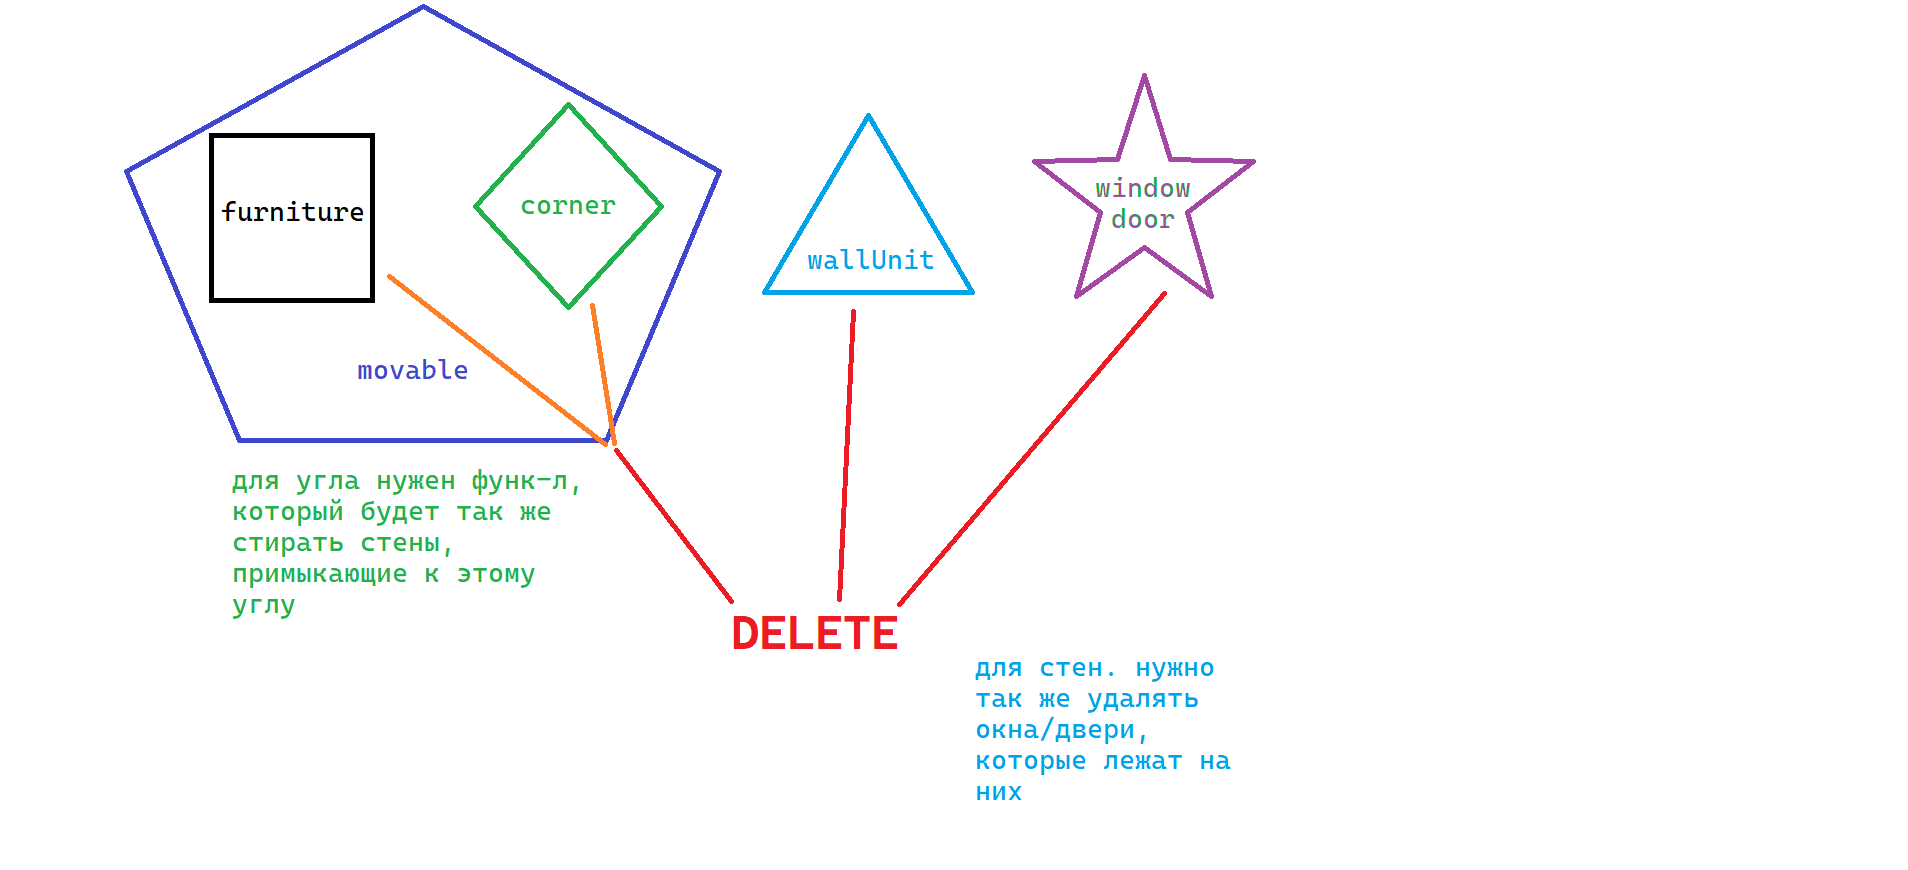 furniture
corner
wallUnit
window
door
movable
для угла нужен функ-л,
который будет так же
стирать стены,
примыкающие к этому
углу
DELETE
для стен. нужно
так же удалять
окна/двери,
которые лежат на
них